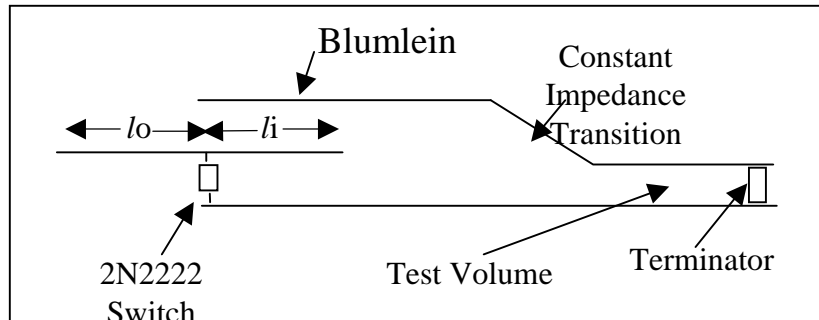 Blumlein
Constant
Impedance
Transition
lo
li
2N2222
Switch
Test Volume
Terminator